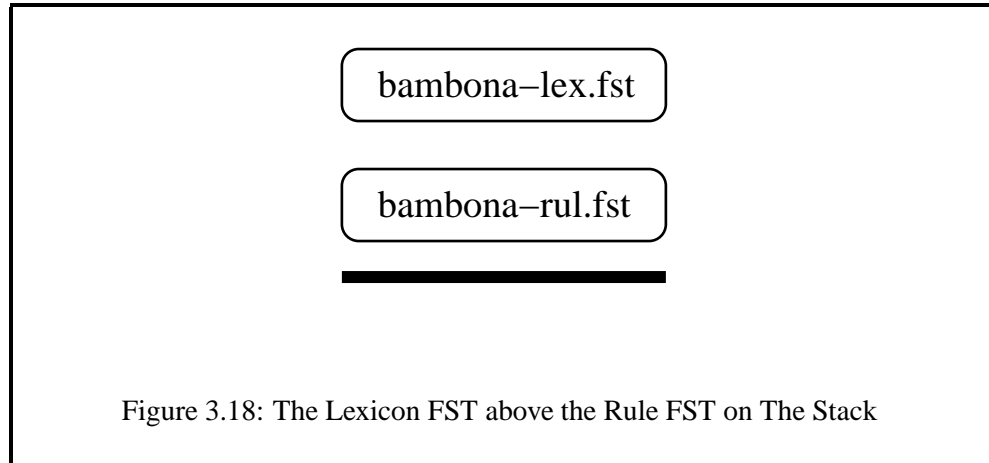 bambona−lex.fst
bambona−rul.fst
Figure 3.18: The Lexicon FST above the Rule FST on The Stack